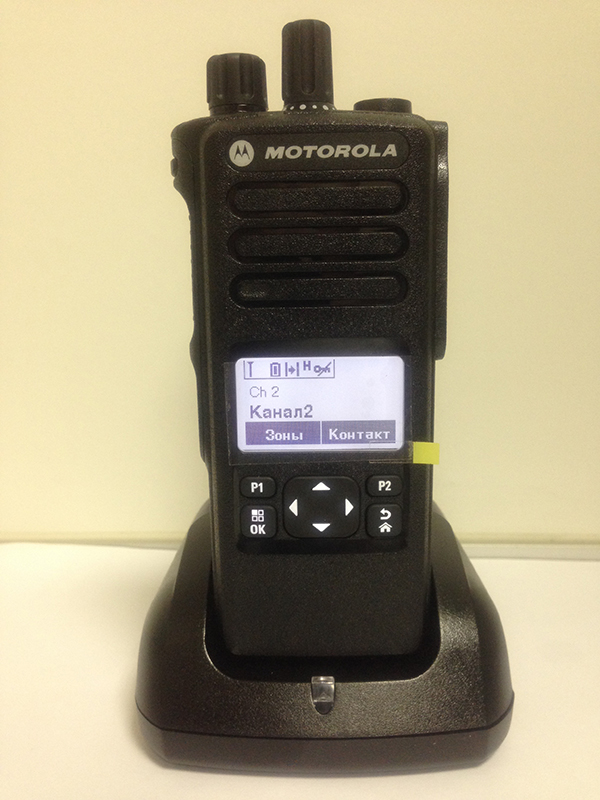 MOTOROLA
H
Ch 2
Канал2
Зоны Контакт
P1 P2
OK